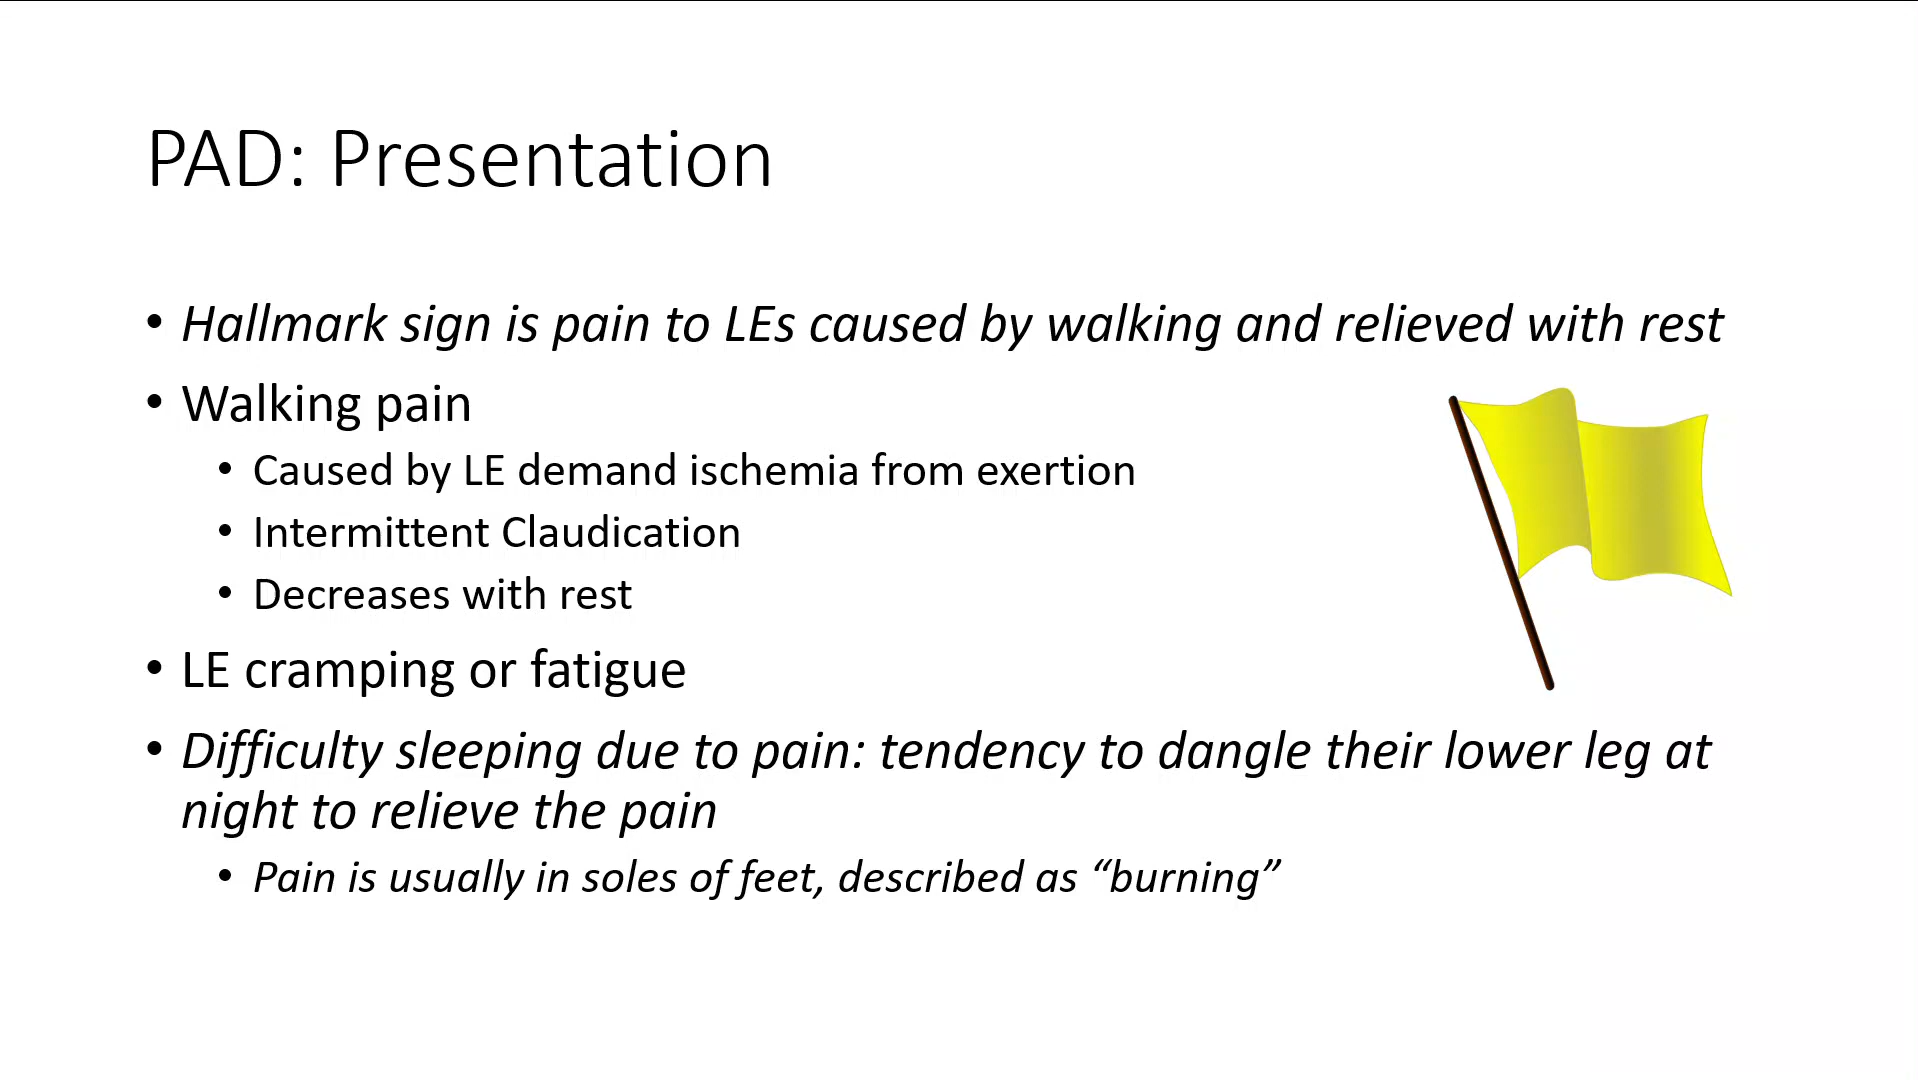 PAD: Presentation
• Hallmark sign is pain to LEs caused by walking and relieved with rest
• Walking pain
• Caused by LE demand ischemia from exertion
• Intermittent Claudication
• Decreases with rest
• LE cramping or fatigue
• Difficulty sleeping due to pain: tendency to dangle their lower leg at
night to relieve the pain
• Pain is usually in soles of feet, described as “burning”